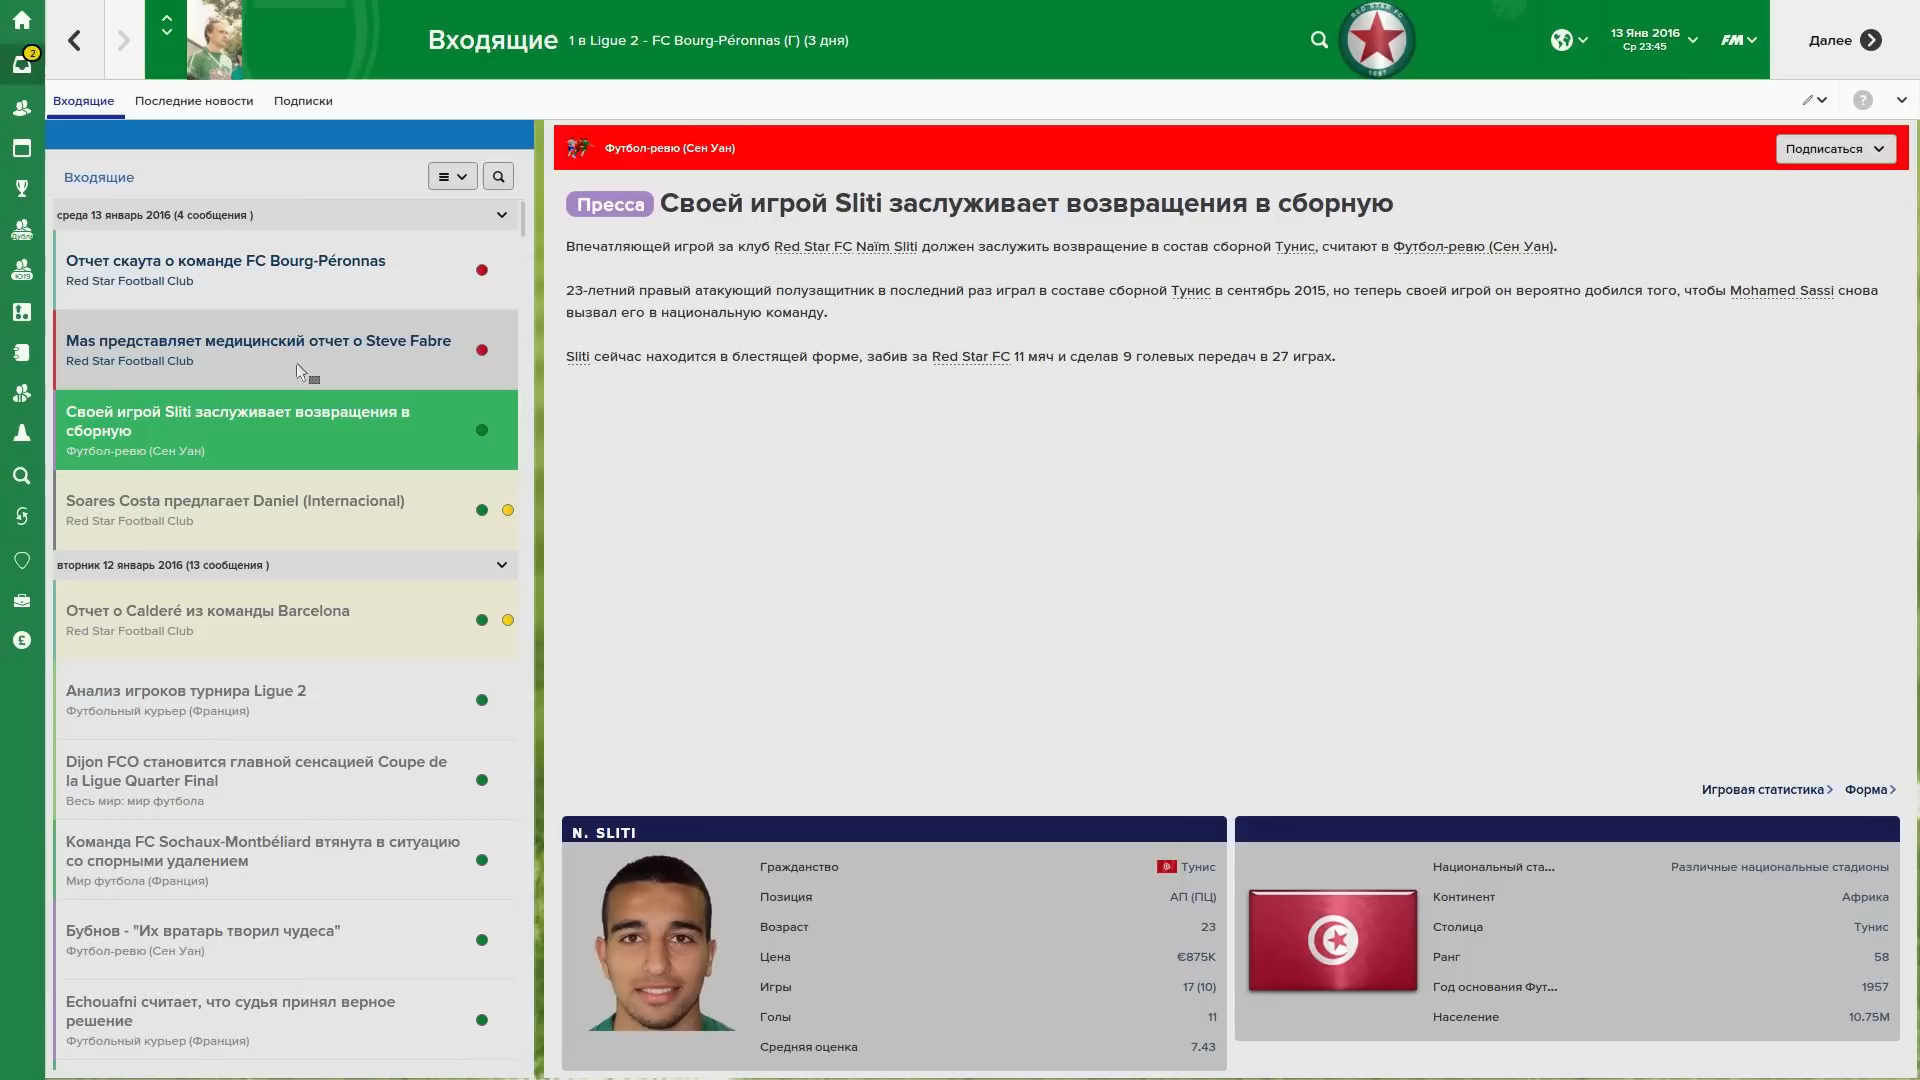 2
Входящие
1 в Ligue 2 - FC Bourg-Péronnas (Г) (3 дня)
RED STAR FC
1897
13 Янв 2016
Ср 23:45
FM
Далее
Входящие
Последние новости
Подписки
?
Входящие
среда 13 январь 2016 (4 сообщения )
Отчет скаута о команде FC Bourg-Péronnas
Red Star Football Club
Mas представляет медицинский отчет о Steve Fabre
Red Star Football Club
Своей игрой Sliti заслуживает возвращения в
сборную
Футбол-ревю (Сен Уан)
Soares Costa предлагает Daniel (Internacional)
Red Star Football Club
вторник 12 январь 2016 (13 сообщения )
Отчет о Calderé из команды Barcelona
Red Star Football Club
Анализ игроков турнира Ligue 2
Футбольный курьер (Франция)
Dijon FCO становится главной сенсацией Coupe de
la Ligue Quarter Final
Весь мир: мир футбола
Команда FC Sochaux-Montbéliard втянута в ситуацию
со спорными удалением
Мир футбола (Франция)
Бубнов - "Их вратарь творил чудеса"
Футбол-ревю (Сен Уан)
Echouafni считает, что судья принял верное
решение
Футбольный курьер (Франция)
Футбол-ревю (Сен Уан)
Подписаться
Пресса Своей игрой Sliti заслуживает возвращения в сборную
Впечатляющей игрой за клуб Red Star FC Naïm Sliti должен заслужить возвращение в состав сборной Тунис, считают в Футбол-ревю (Сен Уан).
23-летний правый атакующий полузащитник в последний раз играл в составе сборной Тунис в сентябрь 2015, но теперь своей игрой он вероятно добился того, чтобы Mohamed Sassi снова
вызвал его в национальную команду.
Sliti сейчас находится в блестящей форме, забив за Red Star FC 11 мяч и сделав 9 голевых передач в 27 играх.
Игровая статистика
Форма
N. SLITI
Гражданство Тунис
Позиция АП (ПЦ)
Возраст 23
Цена €875K
Игры 17 (10)
Голы 11
Средняя оценка 7.43
Национальный ста... Различные национальные стадионы
Континент Африка
Столица Тунис
Ранг 58
Год основания Фут... 1957
Население 10.75M